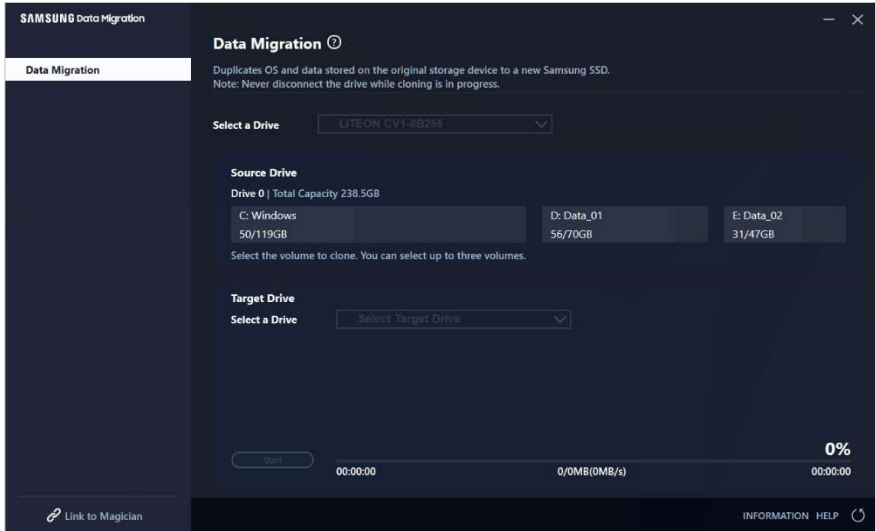 SAMSUNG Data Migration
Data Migration
Data Migration ?
Duplicates OS and data stored on the original storage device to a new Samsung SSD.
Note: Never disconnect the drive while cloning is in progress.
Select a Drive
LITEON CV1-8B256
Source Drive
Drive 0 | Total Capacity 238.5GB
C: Windows
50/119GB
D: Data_01
56/70GB
E: Data_02
31/47GB
Select the volume to clone. You can select up to three volumes.
Target Drive
Select a Drive
Select Target Drive
0%
Start
00:00:00
0/0MB(0MB/s)
00:00:00
Link to Magician
INFORMATION HELP